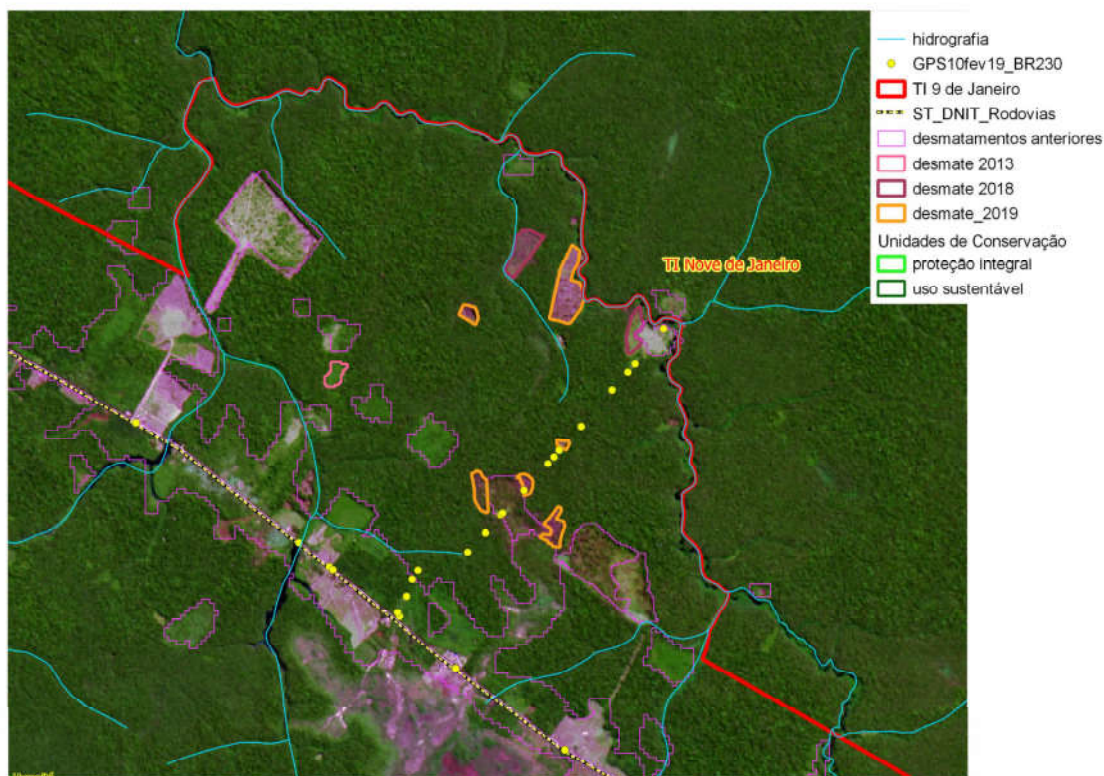 hidrografia
GPS10fev19_BR230
TI 9 de Janeiro
ST_DNIT_Rodovias
desmatamentos anteriores
desmate 2013
desmate 2018
desmate_2019
Unidades de Conservação
proteção integral
uso sustentável
TI Nove de Janeiro